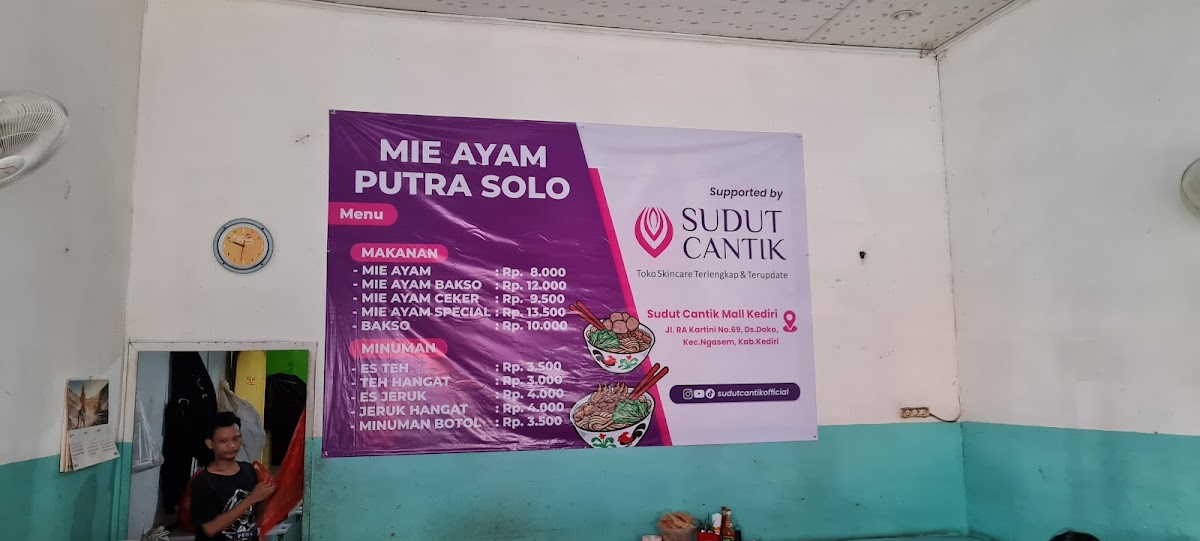 MIE AYAM
PUTRA SOLO
Menu
MAKANAN
- MIE AYAM : Rp. 8.000
- MIE AYAM BAKSO : Rp. 12.000
- MIE AYAM CEKER : Rp. 9.500
- MIE AYAM SPECIAL : Rp. 13.500
- BAKSO : Rp. 10.000
MINUMAN
- ES TEH : Rp. 3.500
- TEH HANGAT : Rp. 3.000
- ES JERUK : Rp. 4.000
- JERUK HANGAT : Rp. 4.000
- MINUMAN BOTOL : Rp. 3.500
Supported by
SUDUT
CANTIK
Toko Skincare Terlengkap & Terupdate
Sudut Cantik Mall Kediri
Jl. RA Kartini No.69, Ds.Doko,
Kec,Ngasem, Kab.Kediri
sudutcantikofficial